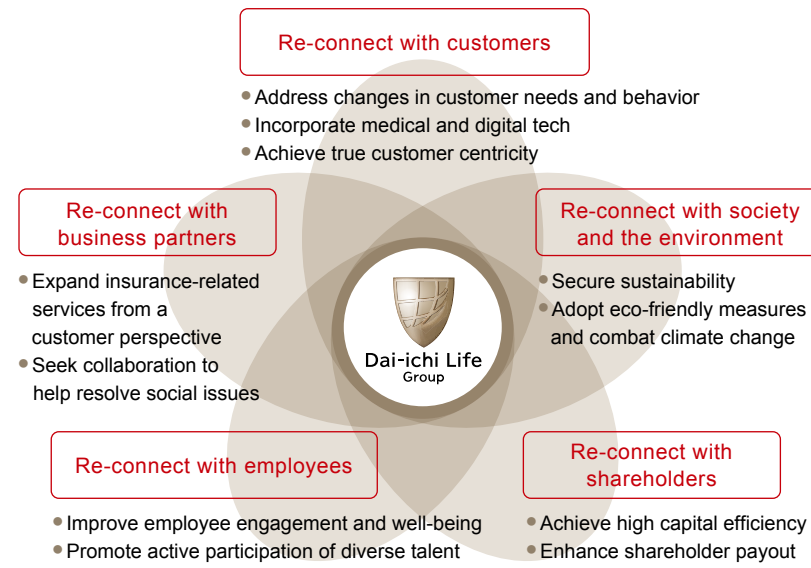 Re-connect with customers
• Address changes in customer needs and behavior
• Incorporate medical and digital tech
• Achieve true customer centricity
Re-connect with
business partners
• Expand insurance-related
services from a
customer perspective
• Seek collaboration to
help resolve social issues
Re-connect with society
and the environment
• Secure sustainability
• Adopt eco-friendly measures
and combat climate change
Dai-ichi Life
Group
Re-connect with employees
• Improve employee engagement and well-being
• Promote active participation of diverse talent
Re-connect with
shareholders
• Achieve high capital efficiency
• Enhance shareholder payout